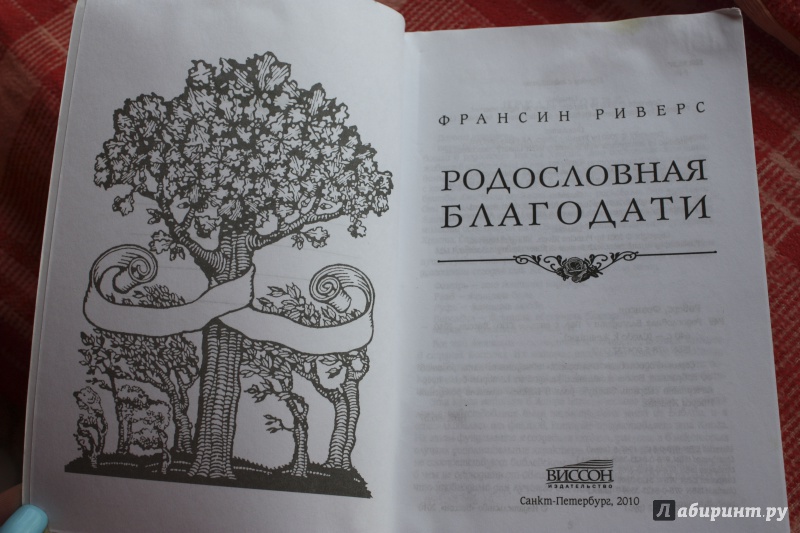 ФРАНСИН РИВЕРС
РОДОСЛОВНАЯ
БЛАГОДАТИ
ВИССОН
ИЗДАТЕЛЬСТВО
Санкт-Петербург, 2010
Лабиринт.ру